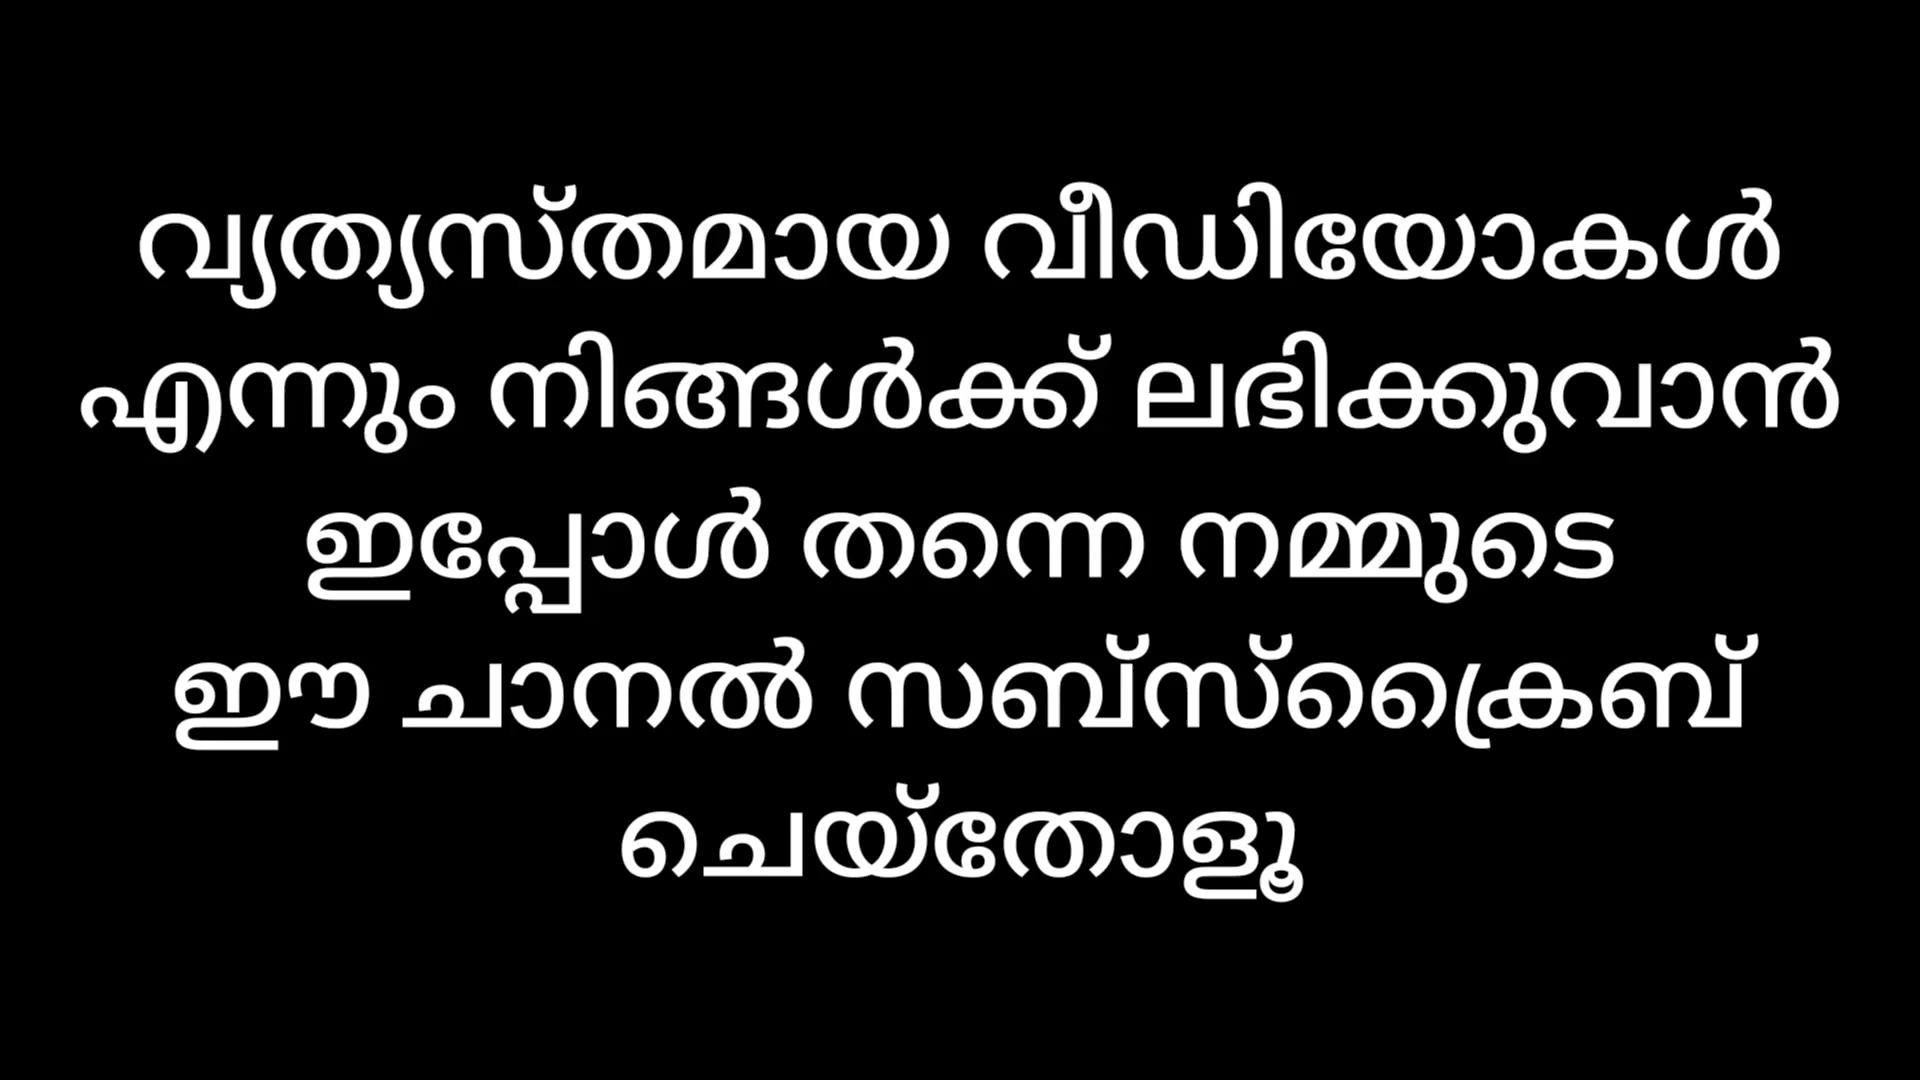 വ്യത്യസ്തമായ വീഡിയോകൾ
എന്നും നിങ്ങൾക്ക് ലഭിക്കുവാൻ
ഇപ്പോൾ തന്നെ നമ്മുടെ
ഈ ചാനൽ സബ്സ്ക്രൈബ്
ചെയ്തോളൂ